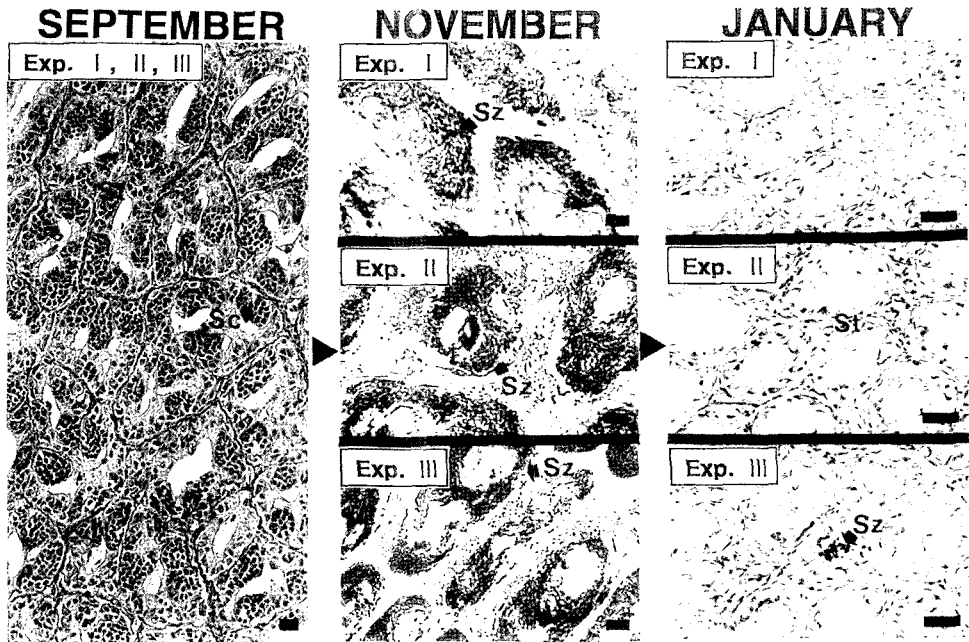 SEPTEMBER
Exp. I, II, III
Sc
NOVEMBER
Exp. I
Sz
Exp. II
Sz
Exp. III
Sz
JANUARY
Exp. I
Exp. II
St
Exp. III
Sz